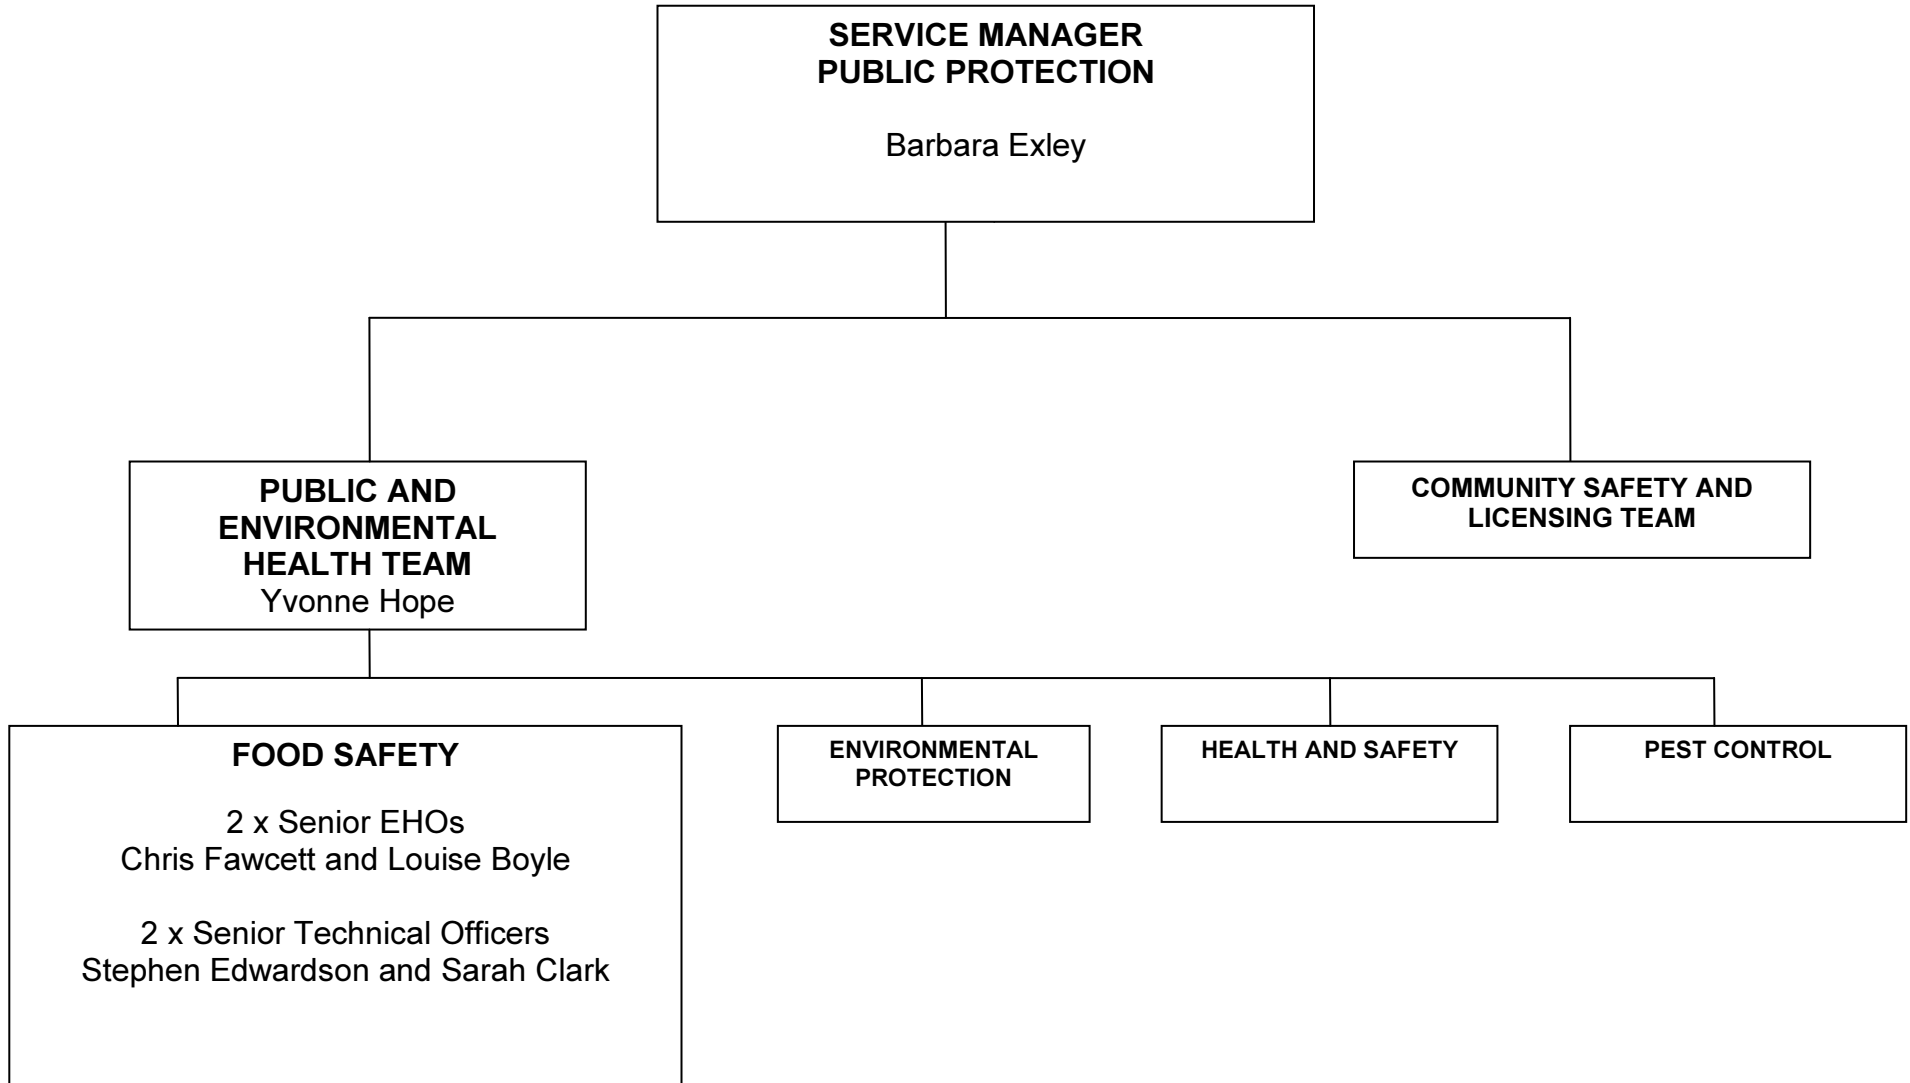 SERVICE MANAGER
PUBLIC PROTECTION
Barbara Exley
PUBLIC AND
ENVIRONMENTAL
HEALTH TEAM
Yvonne Hope
COMMUNITY SAFETY AND
LICENSING TEAM
FOOD SAFETY
2 x Senior EHOs
Chris Fawcett and Louise Boyle
2 x Senior Technical Officers
Stephen Edwardson and Sarah Clark
ENVIRONMENTAL
PROTECTION
HEALTH AND SAFETY
PEST CONTROL